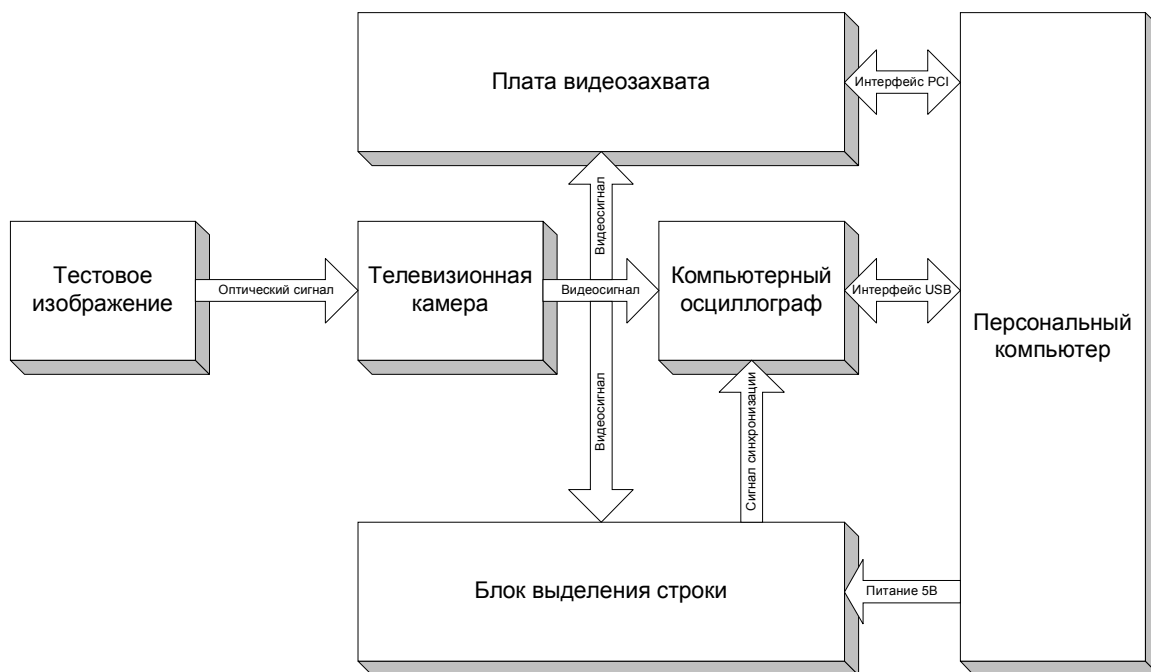 Плата видеозахвата
Интерфейс PCI
Видеосигнал
Тестовое
изображение
Оптический сигнал
Телевизионная
камера
Видеосигнал
Компьютерный
осциллограф
Интерфейс USB
Персональный
компьютер
Видеосигнал
Сигнал синхронизации
Блок выделения строки
Питание 5В